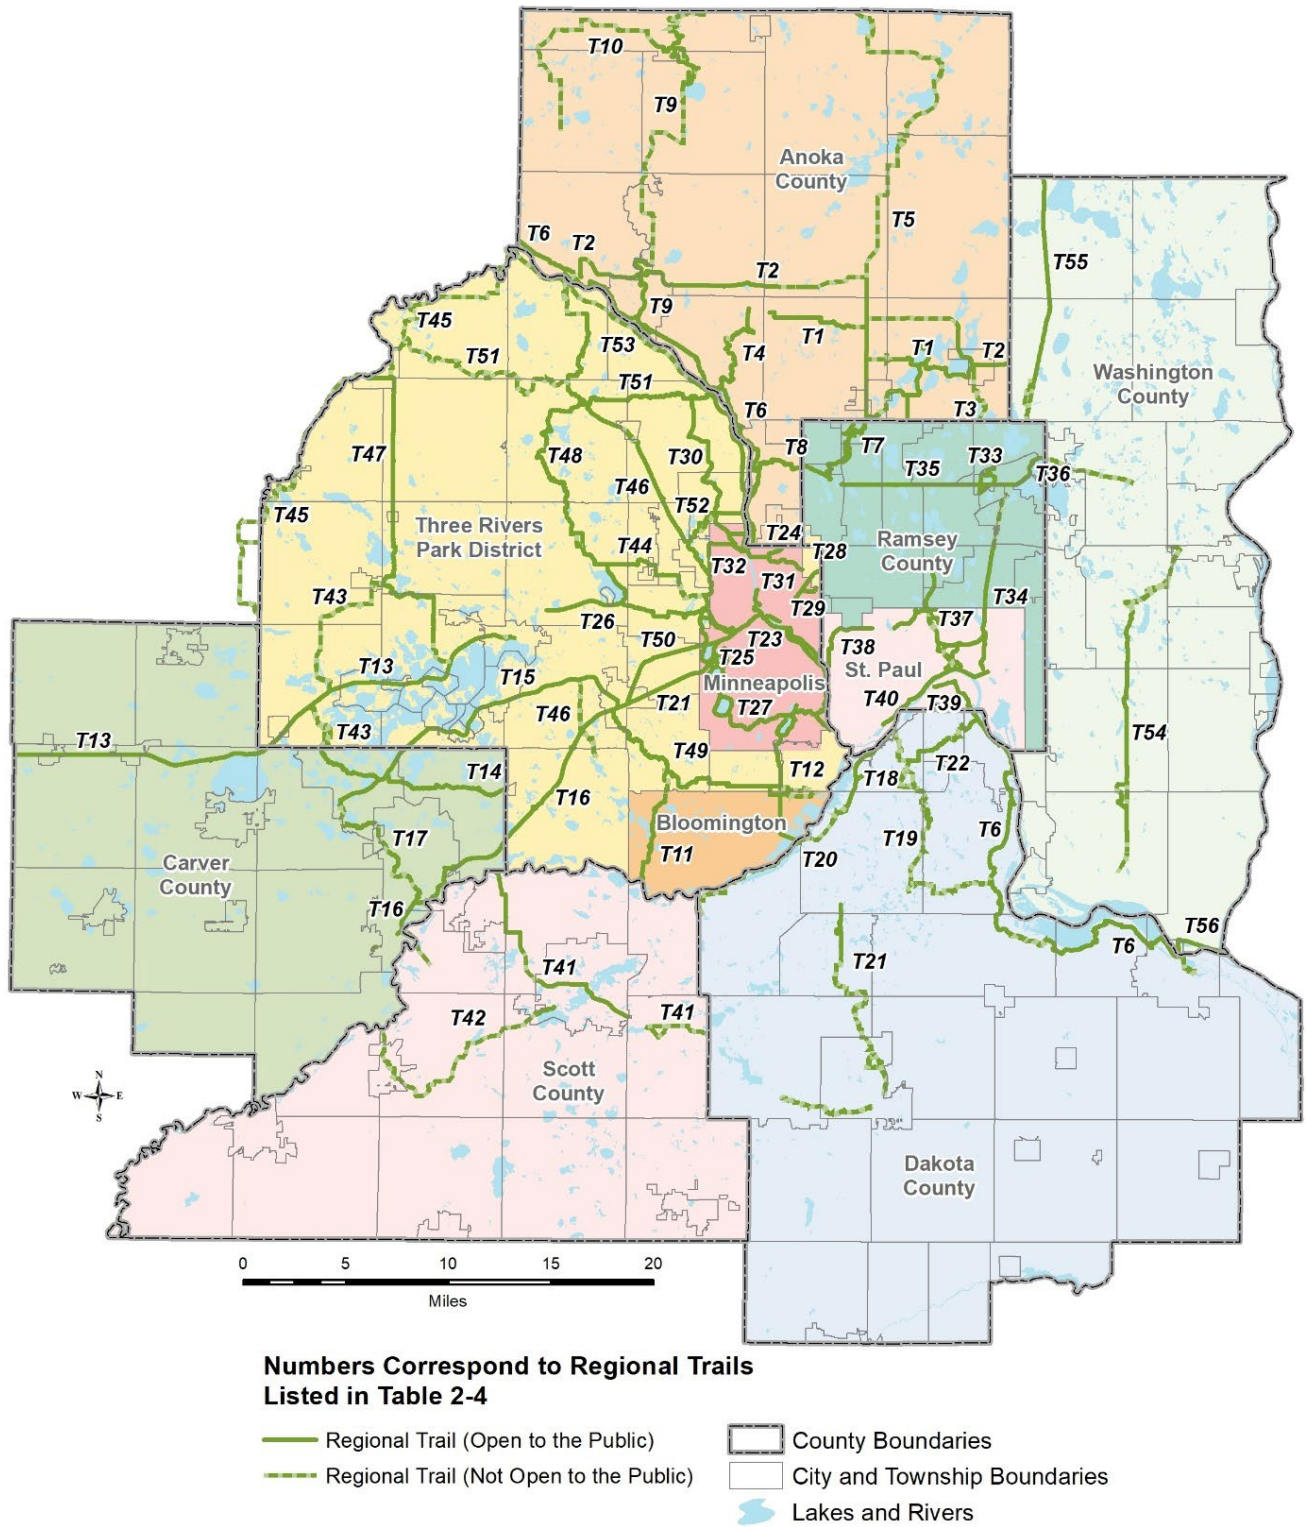 T10
T9
Anoka
County
T5
T6
T2
T2
T55
T9
T45
T53
T4
T1
T1
T2
T51
Washington
County
T51
T6
T3
T47
T48
T30
T8
T7
T35
T33
T36
T46
T45
T52
Three Rivers
Park District
T24
Ramsey
County
T44
T32
T28
T31
T43
T29
T34
T26
T50
T23
T37
T38
T13
T15
T25
St. Paul
Minneapolis
T46
T21
T27
T40
T39
T43
T13
T49
T54
T14
T12
T18
T22
T16
Bloomington
T17
T19
T6
T11
T20
Carver
County
T16
T56
T6
T41
T21
T42
T41
N
W
E
S
Scott
County
Dakota
County
0 5 10 15 20
Miles
Numbers Correspond to Regional Trails
Listed in Table 2-4
Regional Trail (Open to the Public)
Regional Trail (Not Open to the Public)
County Boundaries
City and Township Boundaries
Lakes and Rivers